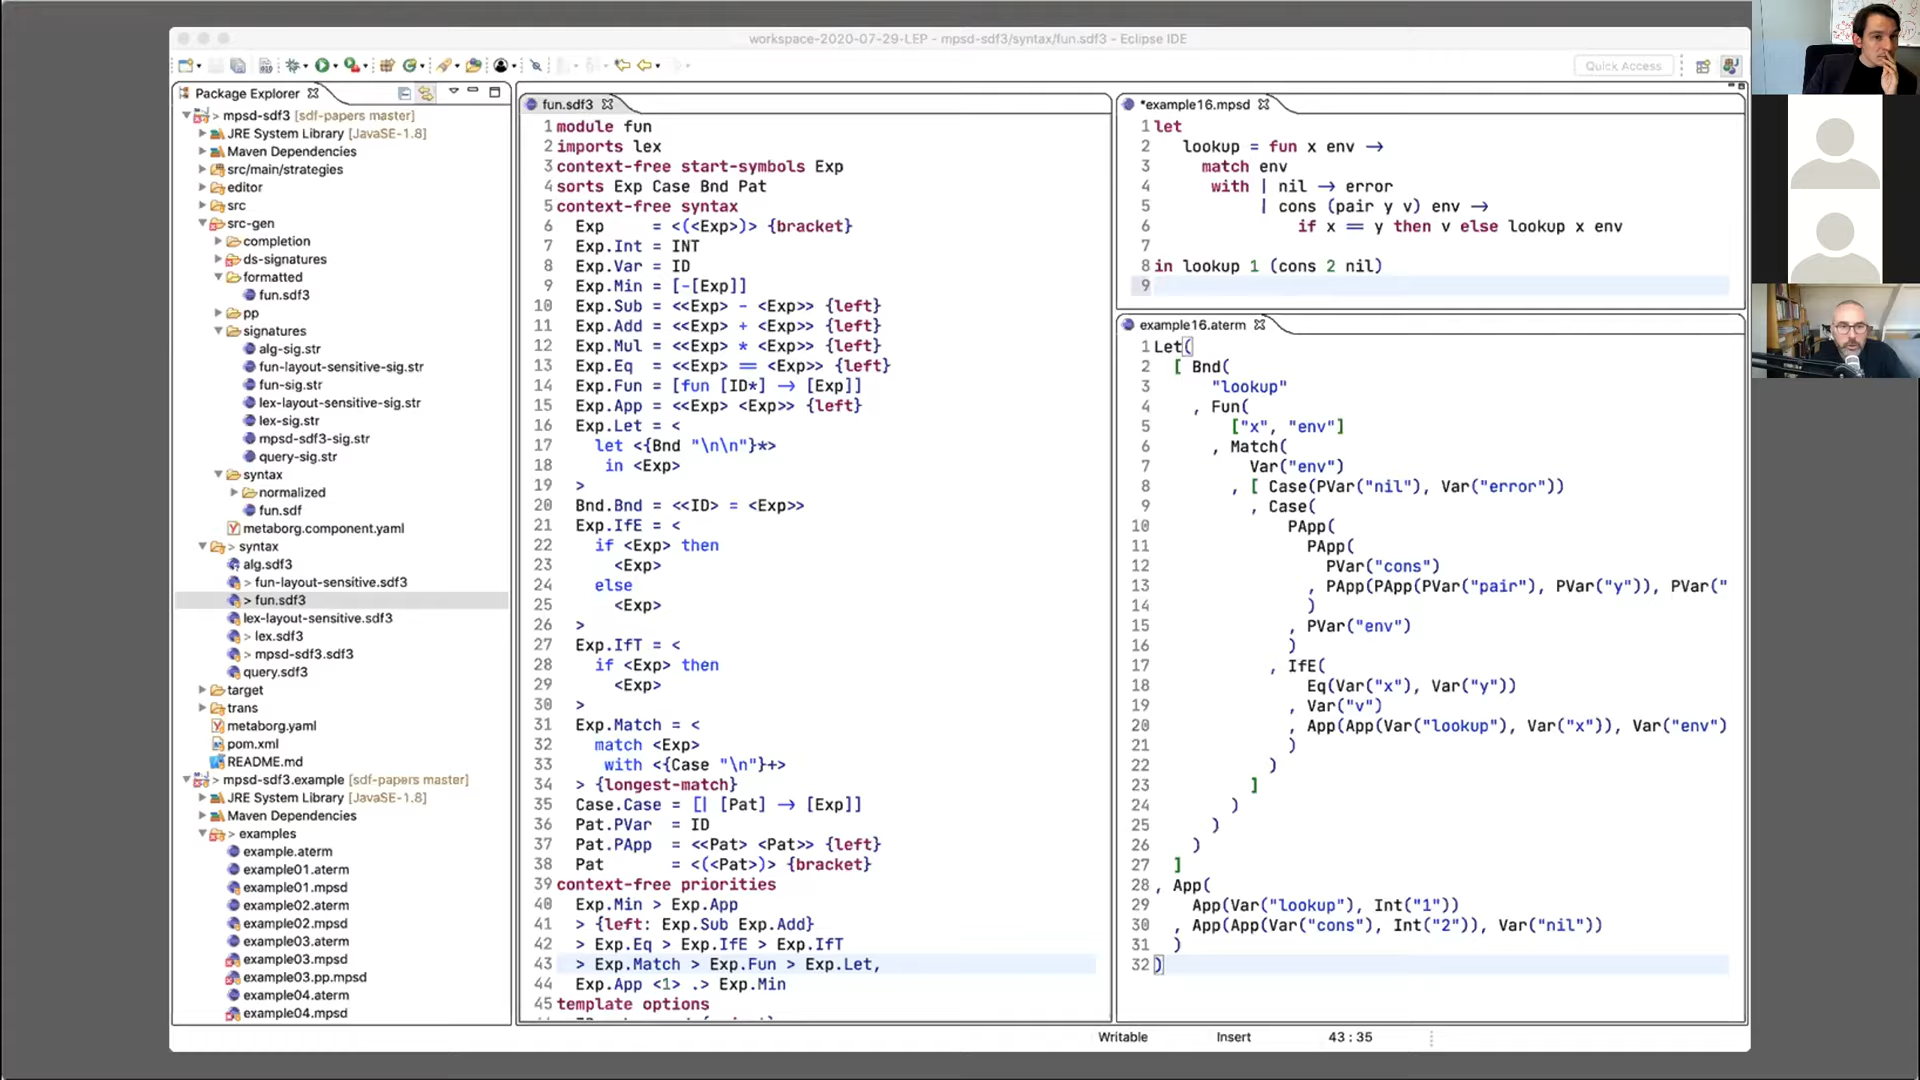 workspace-2020-07-29-LEP - mpsd-sdf3/syntax/fun.sdf3 - Eclipse IDE
Quick Access
Package Explorer
> mpsd-sdf3 [sdf-papers master]
JRE System Library [JavaSE-1.8]
Maven Dependencies
src/main/strategies
editor
src
src-gen
completion
ds-signatures
formatted
fun.sdf3
pp
signatures
alg-sig.str
fun-layout-sensitive-sig.str
fun-sig.str
lex-layout-sensitive-sig.str
lex-sig.str
mpsd-sdf3-sig.str
query-sig.str
syntax
normalized
fun.sdf
metaborg.component.yaml
> syntax
alg.sdf3
> fun-layout-sensitive.sdf3
> fun.sdf3
lex-layout-sensitive.sdf3
> lex.sdf3
> mpsd-sdf3.sdf3
query.sdf3
target
trans
metaborg.yaml
pom.xml
README.md
> mpsd-sdf3.example [sdf-papers master]
JRE System Library [JavaSE-1.8]
Maven Dependencies
> examples
example.aterm
example01.aterm
example01.mpsd
example02.aterm
example02.mpsd
example03.aterm
example03.mpsd
example03.pp.mpsd
example04.aterm
example04.mpsd
fun.sdf3
1 module fun
2 imports lex
3 context-free start-symbols Exp
4 sorts Exp Case Bnd Pat
5 context-free syntax
6 Exp = <(<Exp>)> {bracket}
7 Exp.Int = INT
8 Exp.Var = ID
9 Exp.Min = [-[Exp]]
10 Exp.Sub = <<Exp> - <Exp>> {left}
11 Exp.Add = <<Exp> + <Exp>> {left}
12 Exp.Mul = <<Exp> * <Exp>> {left}
13 Exp.Eq = <<Exp> == <Exp>> {left}
14 Exp.Fun = [fun [ID*] -> [Exp]]
15 Exp.App = <<Exp> <Exp>> {left}
16 Exp.Let = <
17 let <{Bnd "\n\n"}*>
18 in <Exp>
19 >
20 Bnd.Bnd = <<ID> = <Exp>>
21 Exp.IfE = <
22 if <Exp> then
23 <Exp>
24 else
25 <Exp>
26 >
27 Exp.IfT = <
28 if <Exp> then
29 <Exp>
30 >
31 Exp.Match = <
32 match <Exp>
33 with <{Case "\n"}+>
34 > {longest-match}
35 Case.Case = [| [Pat] -> [Exp]]
36 Pat.PVar = ID
37 Pat.PApp = <<Pat> <Pat>> {left}
38 Pat = <(<Pat>)> {bracket}
39 context-free priorities
40 Exp.Min > Exp.App
41 > {left: Exp.Sub Exp.Add}
42 > Exp.Eq > Exp.IfE > Exp.IfT
43 > Exp.Match > Exp.Fun > Exp.Let,
44 Exp.App <1> .> Exp.Min
45 template options
*example16.mpsd
1 let
2 lookup = fun x env ->
3 match env
4 with | nil -> error
5 | cons (pair y v) env ->
6 if x == y then v else lookup x env
7
8 in lookup 1 (cons 2 nil)
9
example16.aterm
1 Let(
2 [ Bnd(
3 "lookup"
4 , Fun(
5 ["x", "env"]
6 , Match(
7 Var("env")
8 , [ Case(PVar("nil"), Var("error"))
9 , Case(
10 PApp(
11 PApp(
12 PVar("cons")
13 , PApp(PApp(PVar("pair"), PVar("y")), PVar("
14 )
15 , PVar("env")
16 )
17 , IfE(
18 Eq(Var("x"), Var("y"))
19 , Var("v")
20 , App(App(Var("lookup"), Var("x")), Var("env")
21 )
22 )
23 ]
24 )
25 )
26 )
27 ]
28 , App(
29 App(Var("lookup"), Int("1"))
30 , App(App(Var("cons"), Int("2")), Var("nil"))
31 )
32 )
Writable Insert 43 : 35